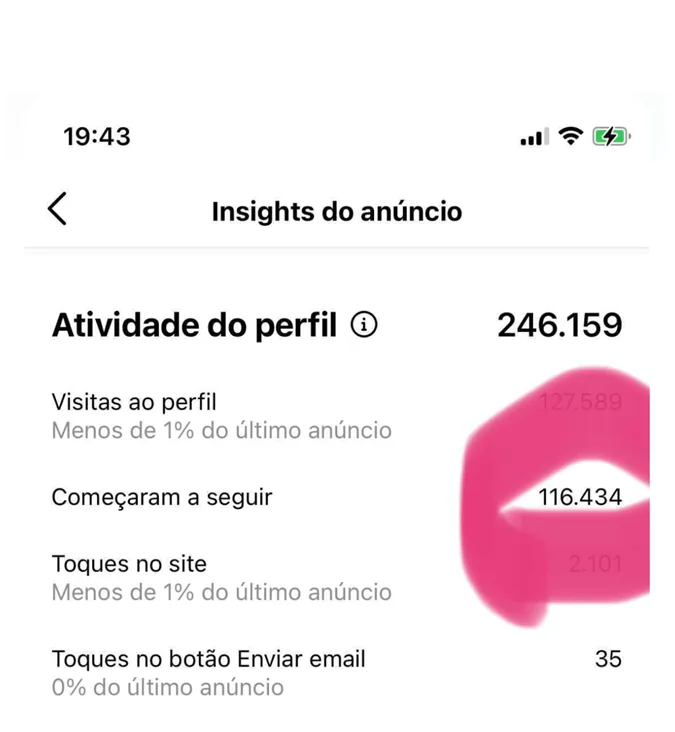 19:43
Insights do anúncio
Atividade do perfil 246.159
Visitas ao perfil 127.589
Menos de 1% do último anúncio
Começaram a seguir 116.434
Toques no site 2.101
Menos de 1% do último anúncio
Toques no botão Enviar email 35
0% do último anúncio